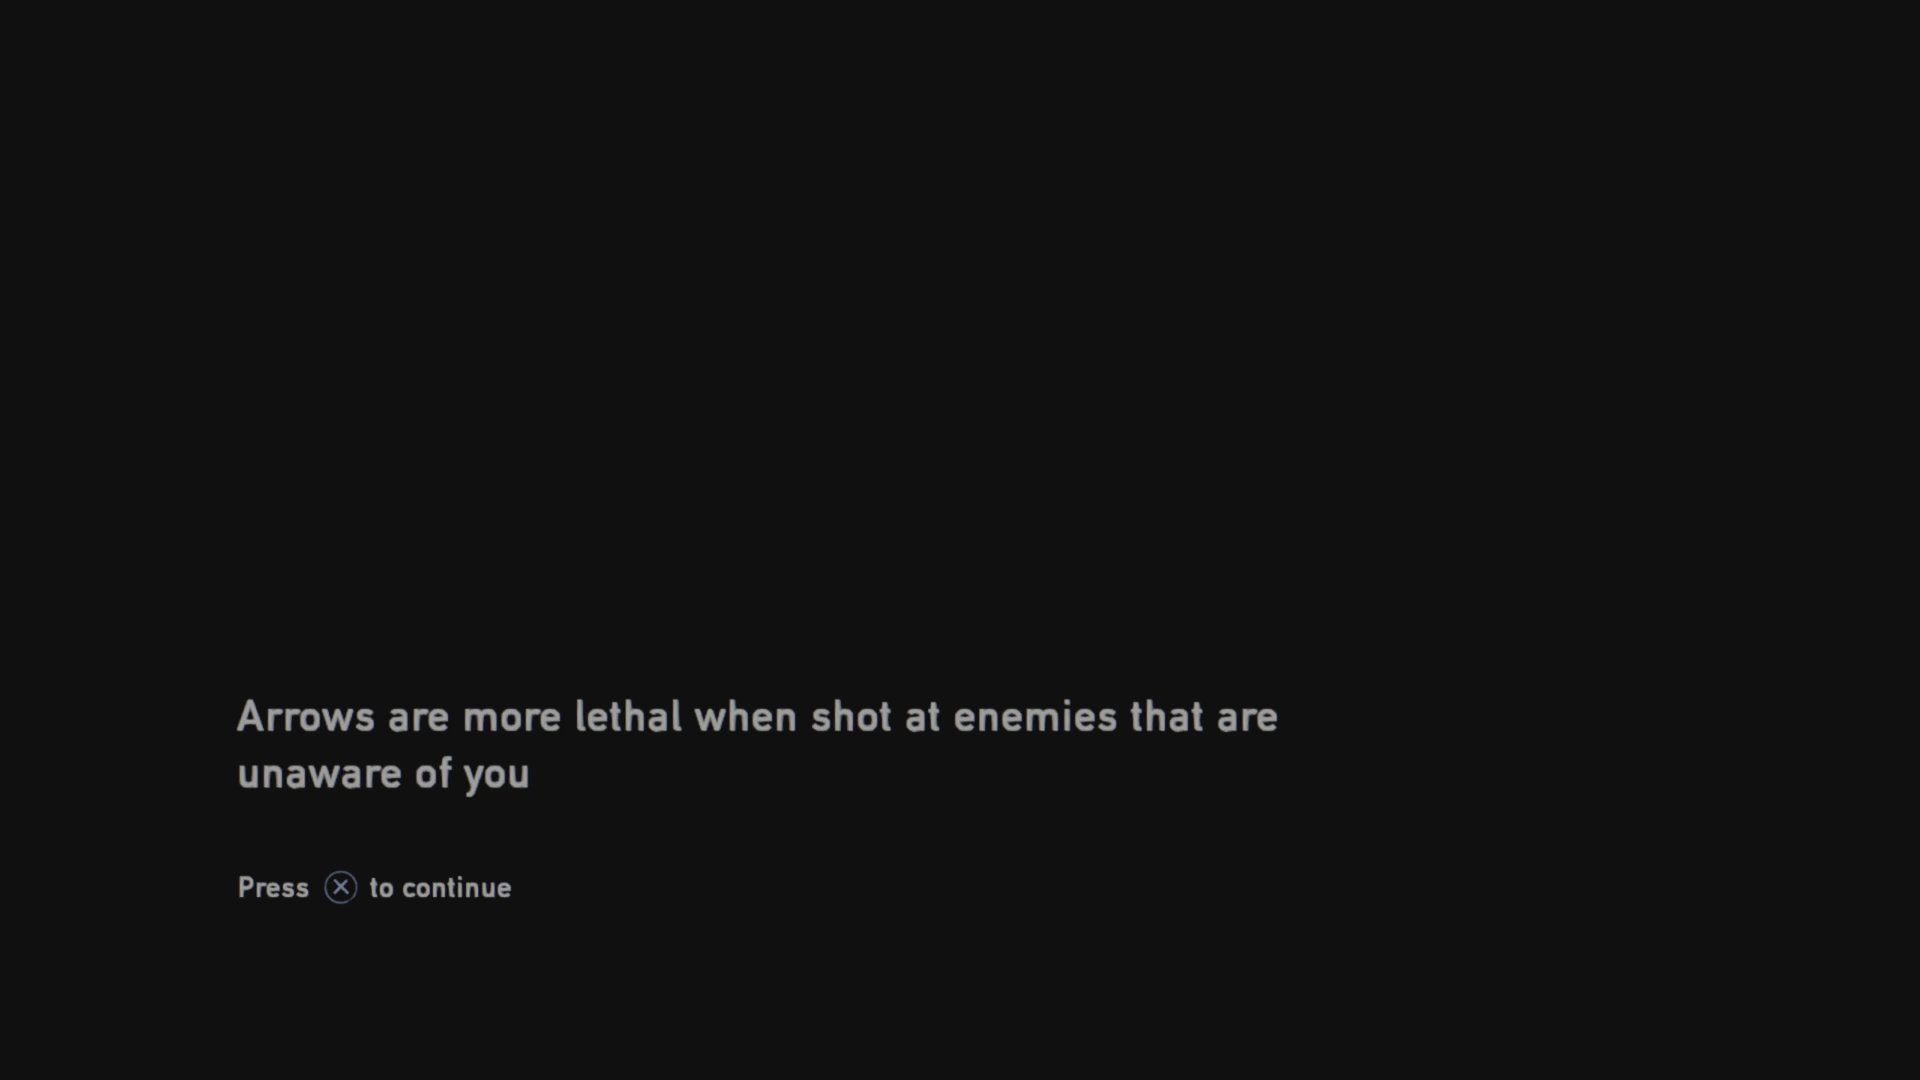 Arrows are more lethal when shot at enemies that are
unaware of you
Press ⓧ to continue